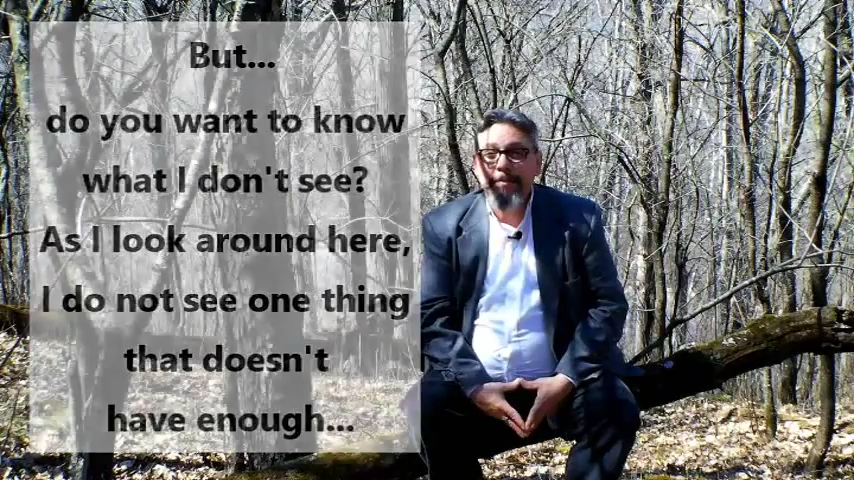 But...
do you want to know
what I don't see?
As I look around here,
I do not see one thing
that doesn't
have enough...